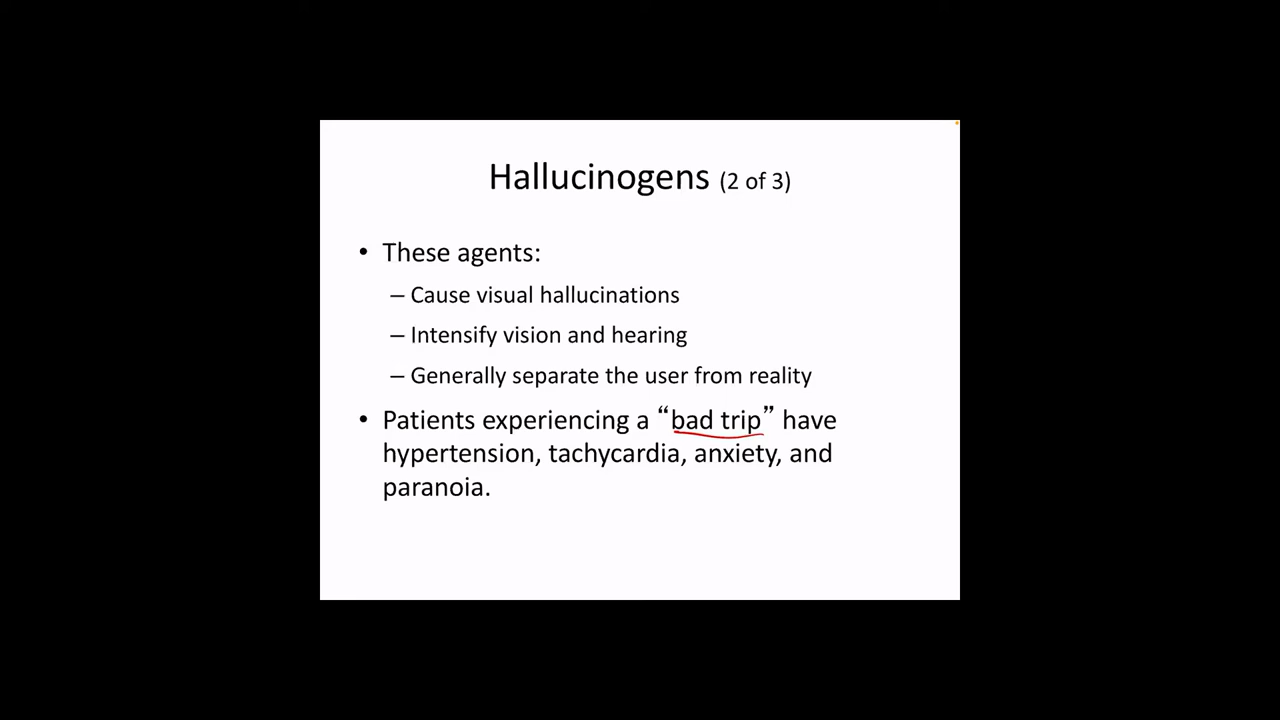 Hallucinogens (2 of 3)
• These agents:
– Cause visual hallucinations
– Intensify vision and hearing
– Generally separate the user from reality
• Patients experiencing a “bad trip” have
hypertension, tachycardia, anxiety, and
paranoia.